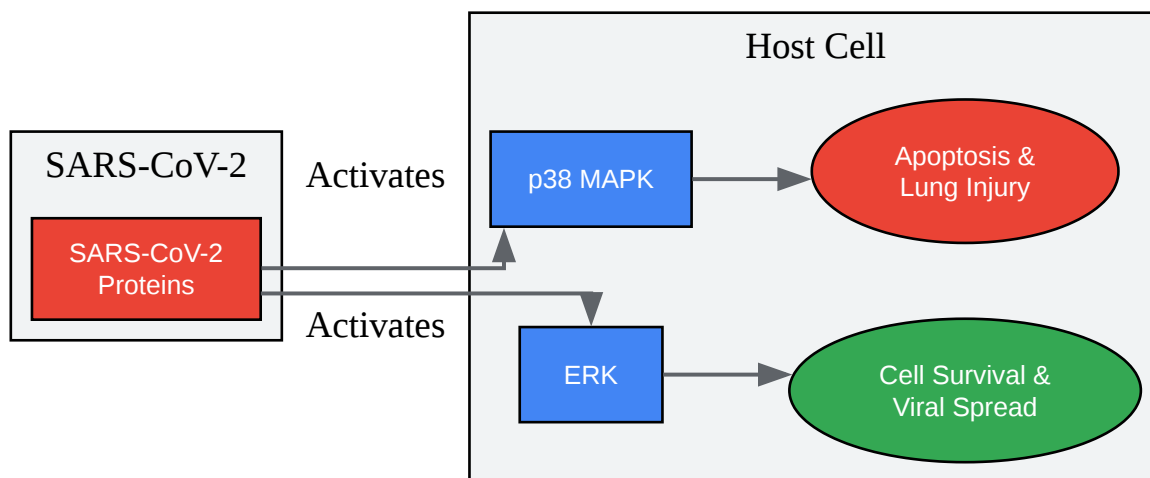 Host Cell
SARS-CoV-2
SARS-CoV-2
Proteins
Activates
Activates
p38 MAPK
Apoptosis &
Lung Injury
ERK
Cell Survival &
Viral Spread